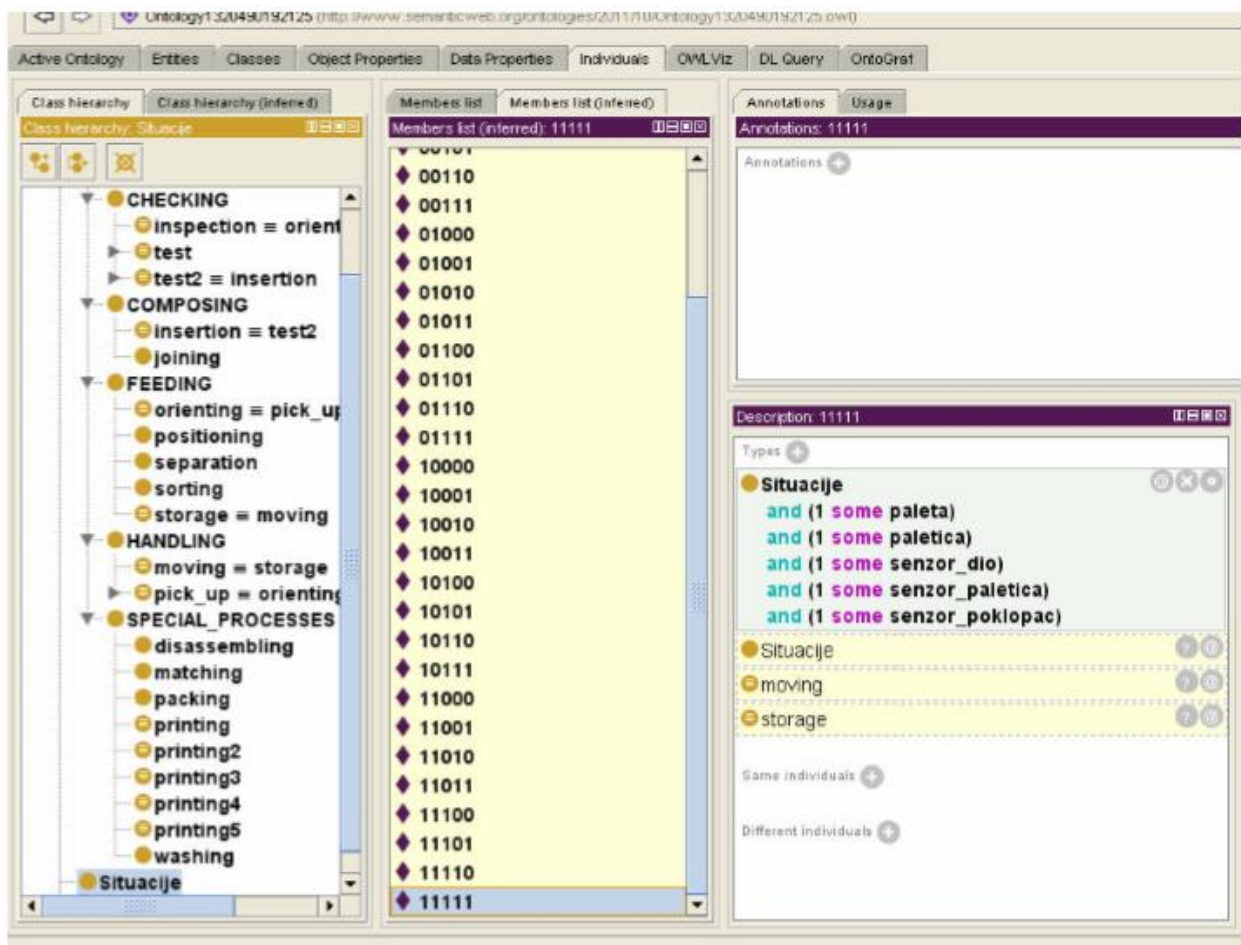 Ontology1320490192125 (http://www.semanticweb.org/ontologies/2011/10/Ontology1320490192125.owl)
Active Ontology Entities Classes Object Properties Data Properties Individuals OWLViz DL Query OntoGraf
Class hierarchy Class hierarchy (inferred)
Class hierarchy: Situacije
CHECKING
inspection ≡ orient
test
test2 ≡ insertion
COMPOSING
insertion ≡ test2
joining
FEEDING
orienting ≡ pick_up
positioning
separation
sorting
storage ≡ moving
HANDLING
moving ≡ storage
pick_up ≡ orienting
SPECIAL_PROCESSES
disassembling
matching
packing
printing
printing2
printing3
printing4
printing5
washing
Situacije
Members list Members list (inferred)
Members list (inferred): 11111
00101
00110
00111
01000
01001
01010
01011
01100
01101
01110
01111
10000
10001
10010
10011
10100
10101
10110
10111
11000
11001
11010
11011
11100
11101
11110
11111
Annotations Usage
Annotations: 11111
Annotations
Description: 11111
Types
Situacije
and (1 some paleta)
and (1 some paletica)
and (1 some senzor_dio)
and (1 some senzor_paletica)
and (1 some senzor_poklopac)
Situacije
moving
storage
Same individuals
Different individuals